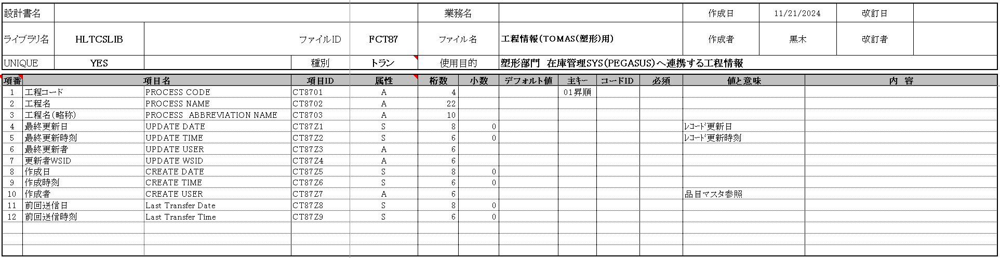 設計書名 業務名 作成日 11/21/2024 改訂日
ライブラリ名 HLTCSLIB ファイルID FCT87 ファイル名 工程情報(TOMAS(塑形)用) 作成者 黒木 改訂者
UNIQUE YES 種別 トラン 使用目的 塑形部門　在庫管理SYS(PEGASUS)へ連携する工程情報
項番 項目名 項目ID 属性 桁数 小数 デフォルト値 主キー コードID 必須 値と意味 内　容
1 工程コード PROCESS CODE CT8701 A 4 01昇順
2 工程名 PROCESS NAME CT8702 A 22
3 工程名(略称) PROCESS　ABBREVIATION NAME CT8703 A 10
4 最終更新日 UPDATE DATE CT87Z1 S 8 0 ﾚｺｰﾄﾞ更新日
5 最終更新時刻 UPDATE TIME CT87Z2 S 6 0 ﾚｺｰﾄﾞ更新時刻
6 最終更新者 UPDATE USER CT87Z3 A 6
7 更新者WSID UPDATE WSID CT87Z4 A 6
8 作成日 CREATE DATE CT87Z5 S 8 0
9 作成時刻 CREATE TIME CT87Z6 S 6 0
10 作成者 CREATE USER CT87Z7 A 6 品目マスタ参照
11 前回送信日 Last Transfer Date CT87Z8 S 8 0
12 前回送信時刻 Last Transfer Time CT87Z9 S 6 0